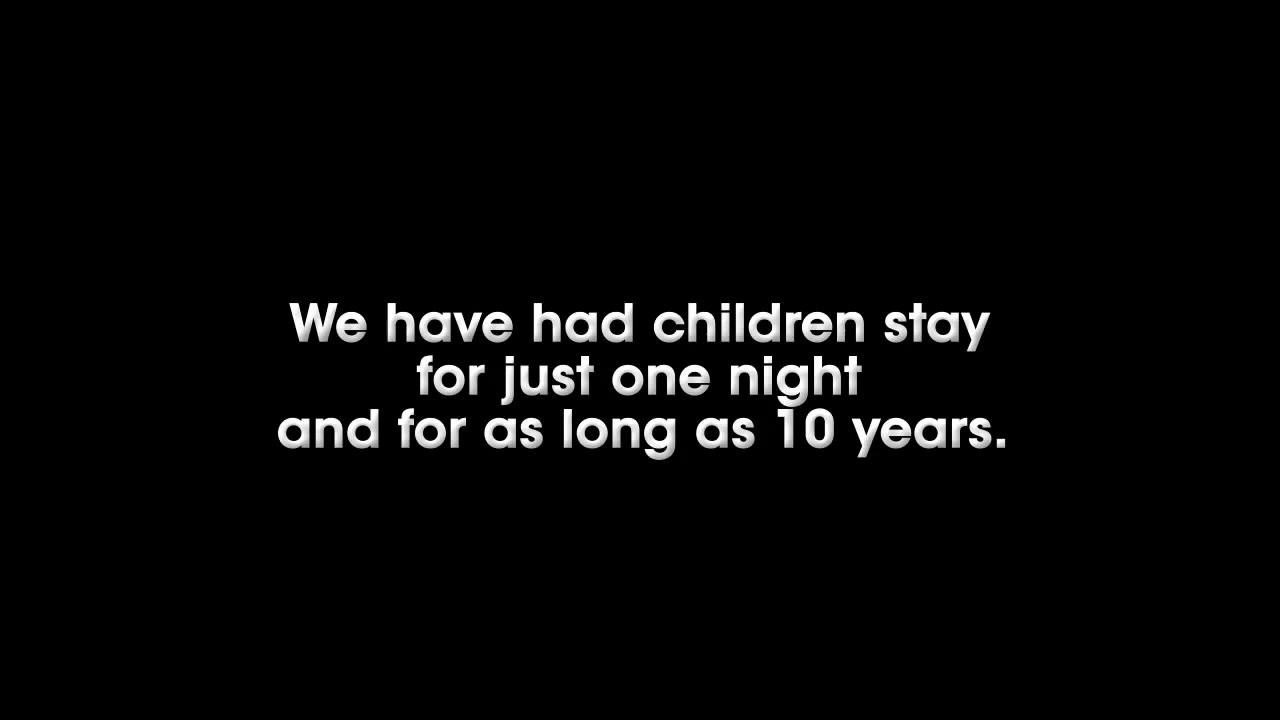 We have had children stay
for just one night
and for as long as 10 years.